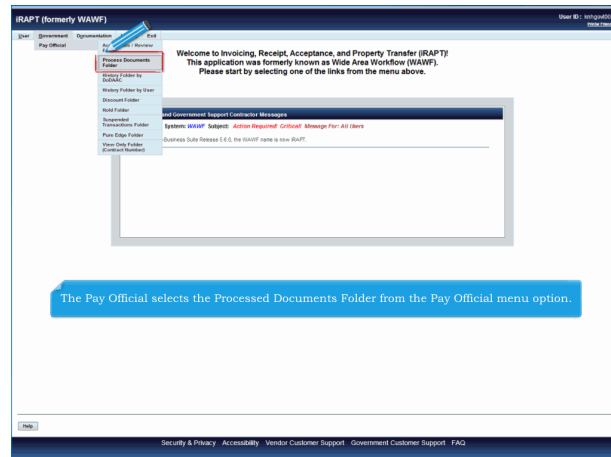 iRAPT (formerly WAWF)
User ID :
User Government Documentation Exit
Pay Official
/ Review
Process Documents
Folder
History Folder by
DoDAAC
History Folder by User
Discount Folder
Hold Folder
Suspended
Transactions Folder
Pure Edge Folder
View Only Folder
(Contract Number)
Welcome to Invoicing, Receipt, Acceptance, and Property Transfer (iRAPT)!
This application was formerly known as Wide Area Workflow (WAWF).
Please start by selecting one of the links from the menu above.
and Government Support Contractor Messages
System: WAWF Subject: Action Required! Critical! Message For: All Users
Business Suite Release 5.6.0, the WAWF name is now iRAPT.
The Pay Official selects the Processed Documents Folder from the Pay Official menu option.
Help
Security & Privacy Accessibility Vendor Customer Support Government Customer Support FAQ